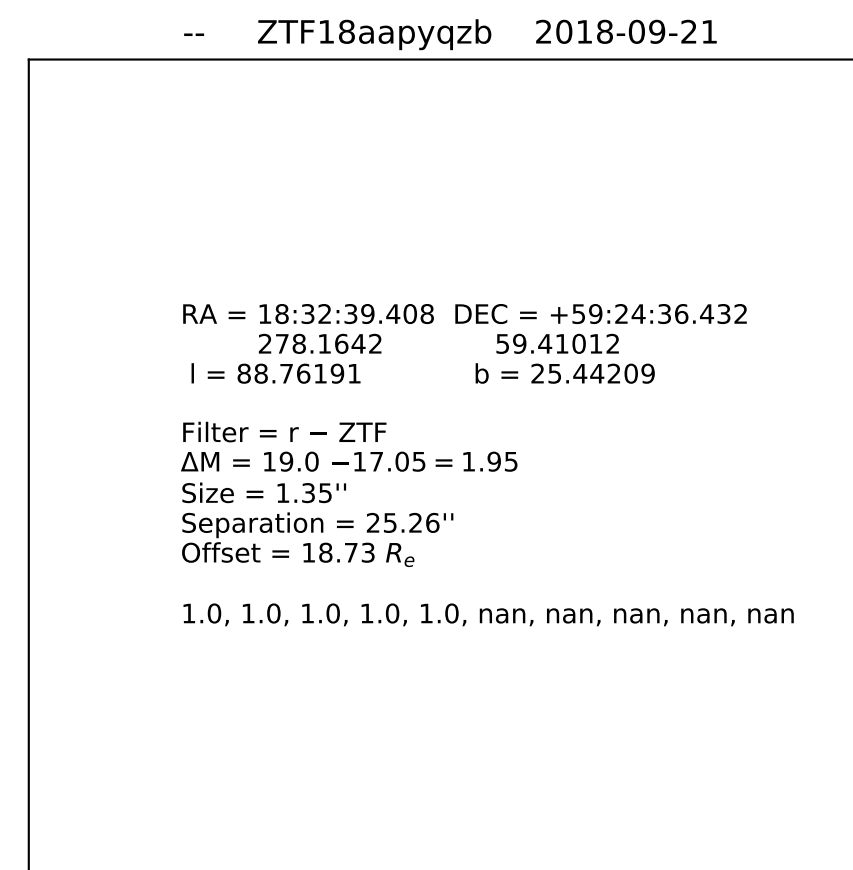 -- ZTF18aapyqzb 2018-09-21
RA = 18:32:39.408 DEC = +59:24:36.432
278.1642 59.41012
l = 88.76191 b = 25.44209
Filter = r − ZTF
ΔM = 19.0 −17.05 = 1.95
Size = 1.35''
Separation = 25.26''
Offset = 18.73 Re
1.0, 1.0, 1.0, 1.0, 1.0, nan, nan, nan, nan, nan